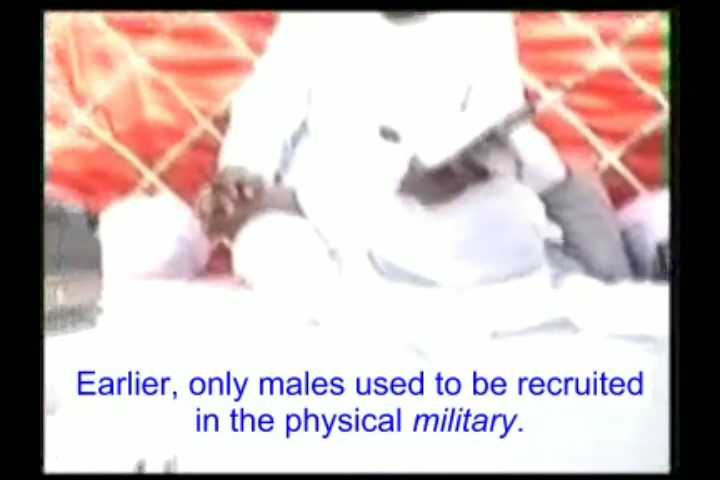 Earlier, only males used to be recruited
in the physical military.